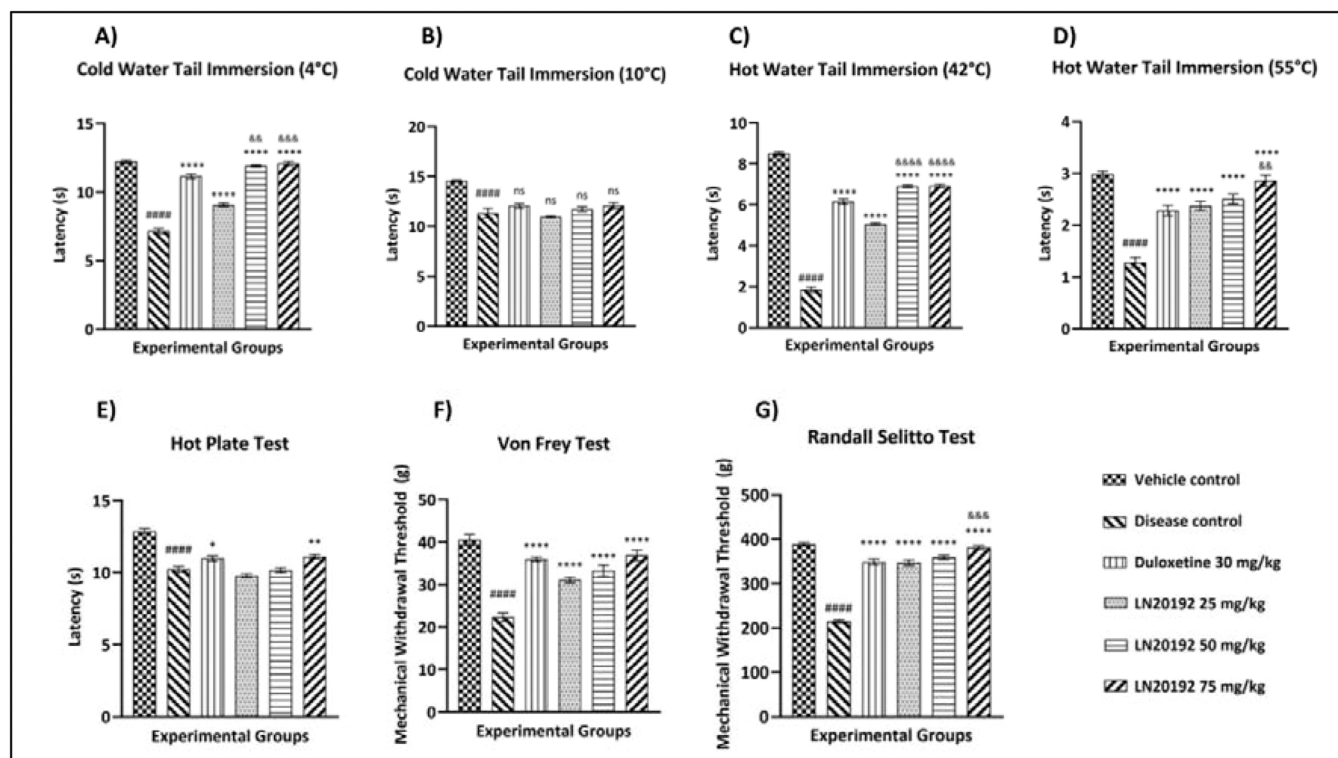 A)
Cold Water Tail Immersion (4°C)
Latency (s)
15
10
5
0
####
****
****
&&
****
&&&
****
Experimental Groups
B)
Cold Water Tail Immersion (10°C)
Latency (s)
20
15
10
5
0
####
ns
ns
ns
ns
Experimental Groups
C)
Hot Water Tail Immersion (42°C)
Latency (s)
10
8
6
4
2
0
####
****
****
&&&&
****
&&&&
****
Experimental Groups
D)
Hot Water Tail Immersion (55°C)
Latency (s)
4
3
2
1
0
####
****
****
****
****
&&
Experimental Groups
E)
Hot Plate Test
Latency (s)
15
10
5
0
####
*
**
Experimental Groups
F)
Von Frey Test
Mechanical Withdrawal Threshold (g)
50
40
30
20
10
0
####
****
****
****
****
Experimental Groups
G)
Randall Selitto Test
Mechanical Withdrawal Threshold (g)
500
400
300
200
100
0
####
****
****
****
&&&
****
Experimental Groups
Vehicle control
Disease control
Duloxetine 30 mg/kg
LN20192 25 mg/kg
LN20192 50 mg/kg
LN20192 75 mg/kg